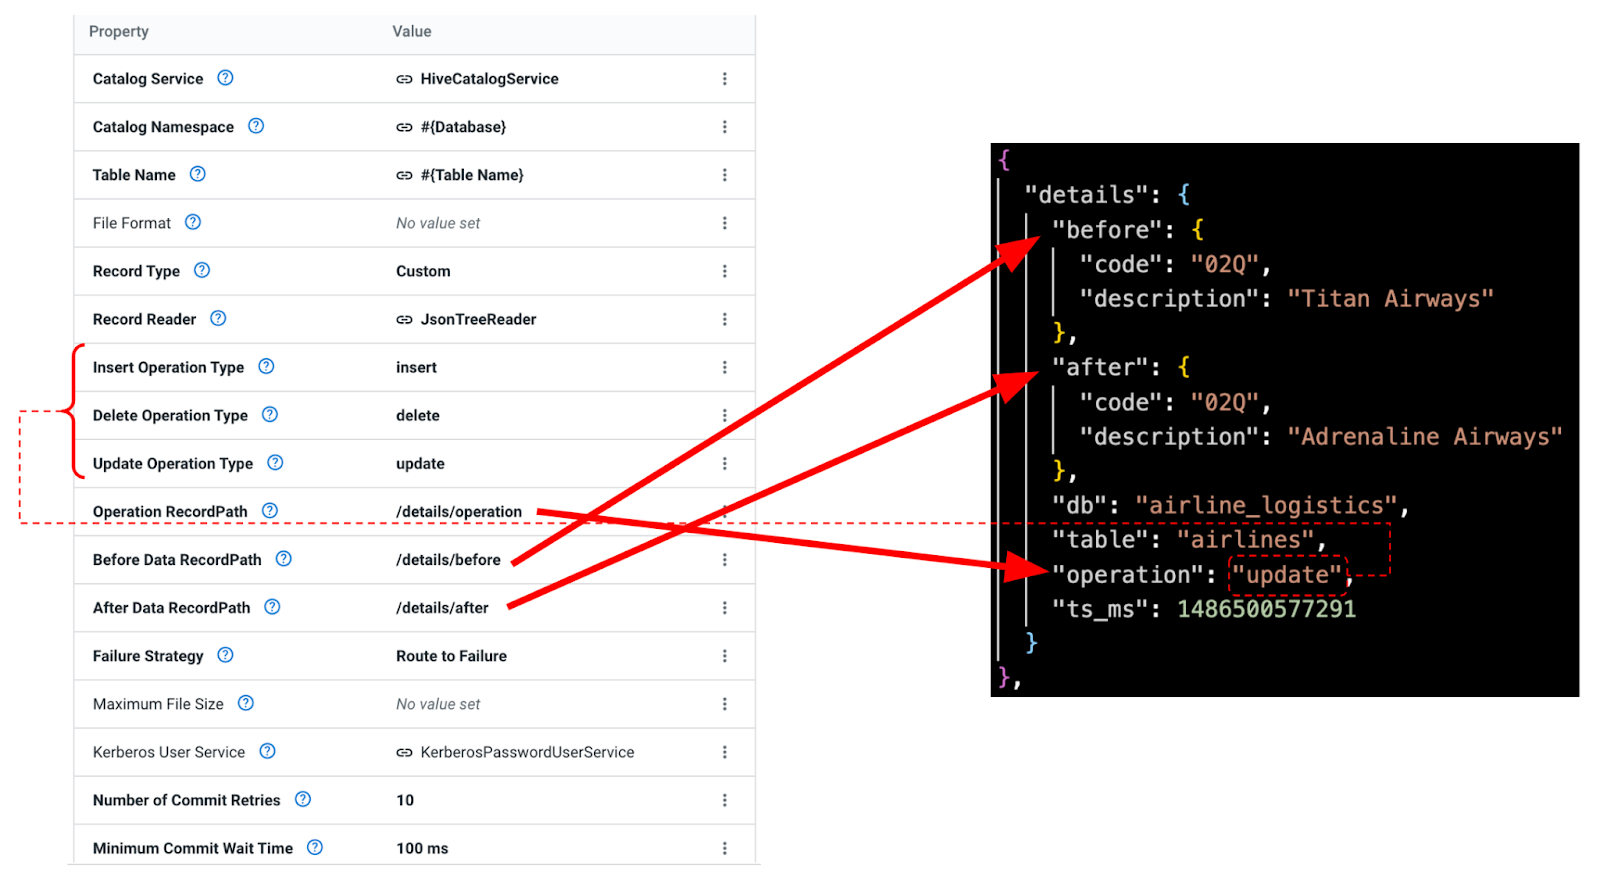 Property Value
Catalog Service ? HiveCatalogService
Catalog Namespace ? #{Database}
Table Name ? #{Table Name}
File Format ? No value set
Record Type ? Custom
Record Reader ? JsonTreeReader
Insert Operation Type ? insert
Delete Operation Type ? delete
Update Operation Type ? update
Operation RecordPath ? /details/operation
Before Data RecordPath ? /details/before
After Data RecordPath ? /details/after
Failure Strategy ? Route to Failure
Maximum File Size ? No value set
Kerberos User Service ? KerberosPasswordUserService
Number of Commit Retries ? 10
Minimum Commit Wait Time ? 100 ms
{
"details": {
"before": {
"code": "02Q",
"description": "Titan Airways"
},
"after": {
"code": "02Q",
"description": "Adrenaline Airways"
},
"db": "airline_logistics",
"table": "airlines",
"operation": "update",
"ts_ms": 1486500577291
}
},